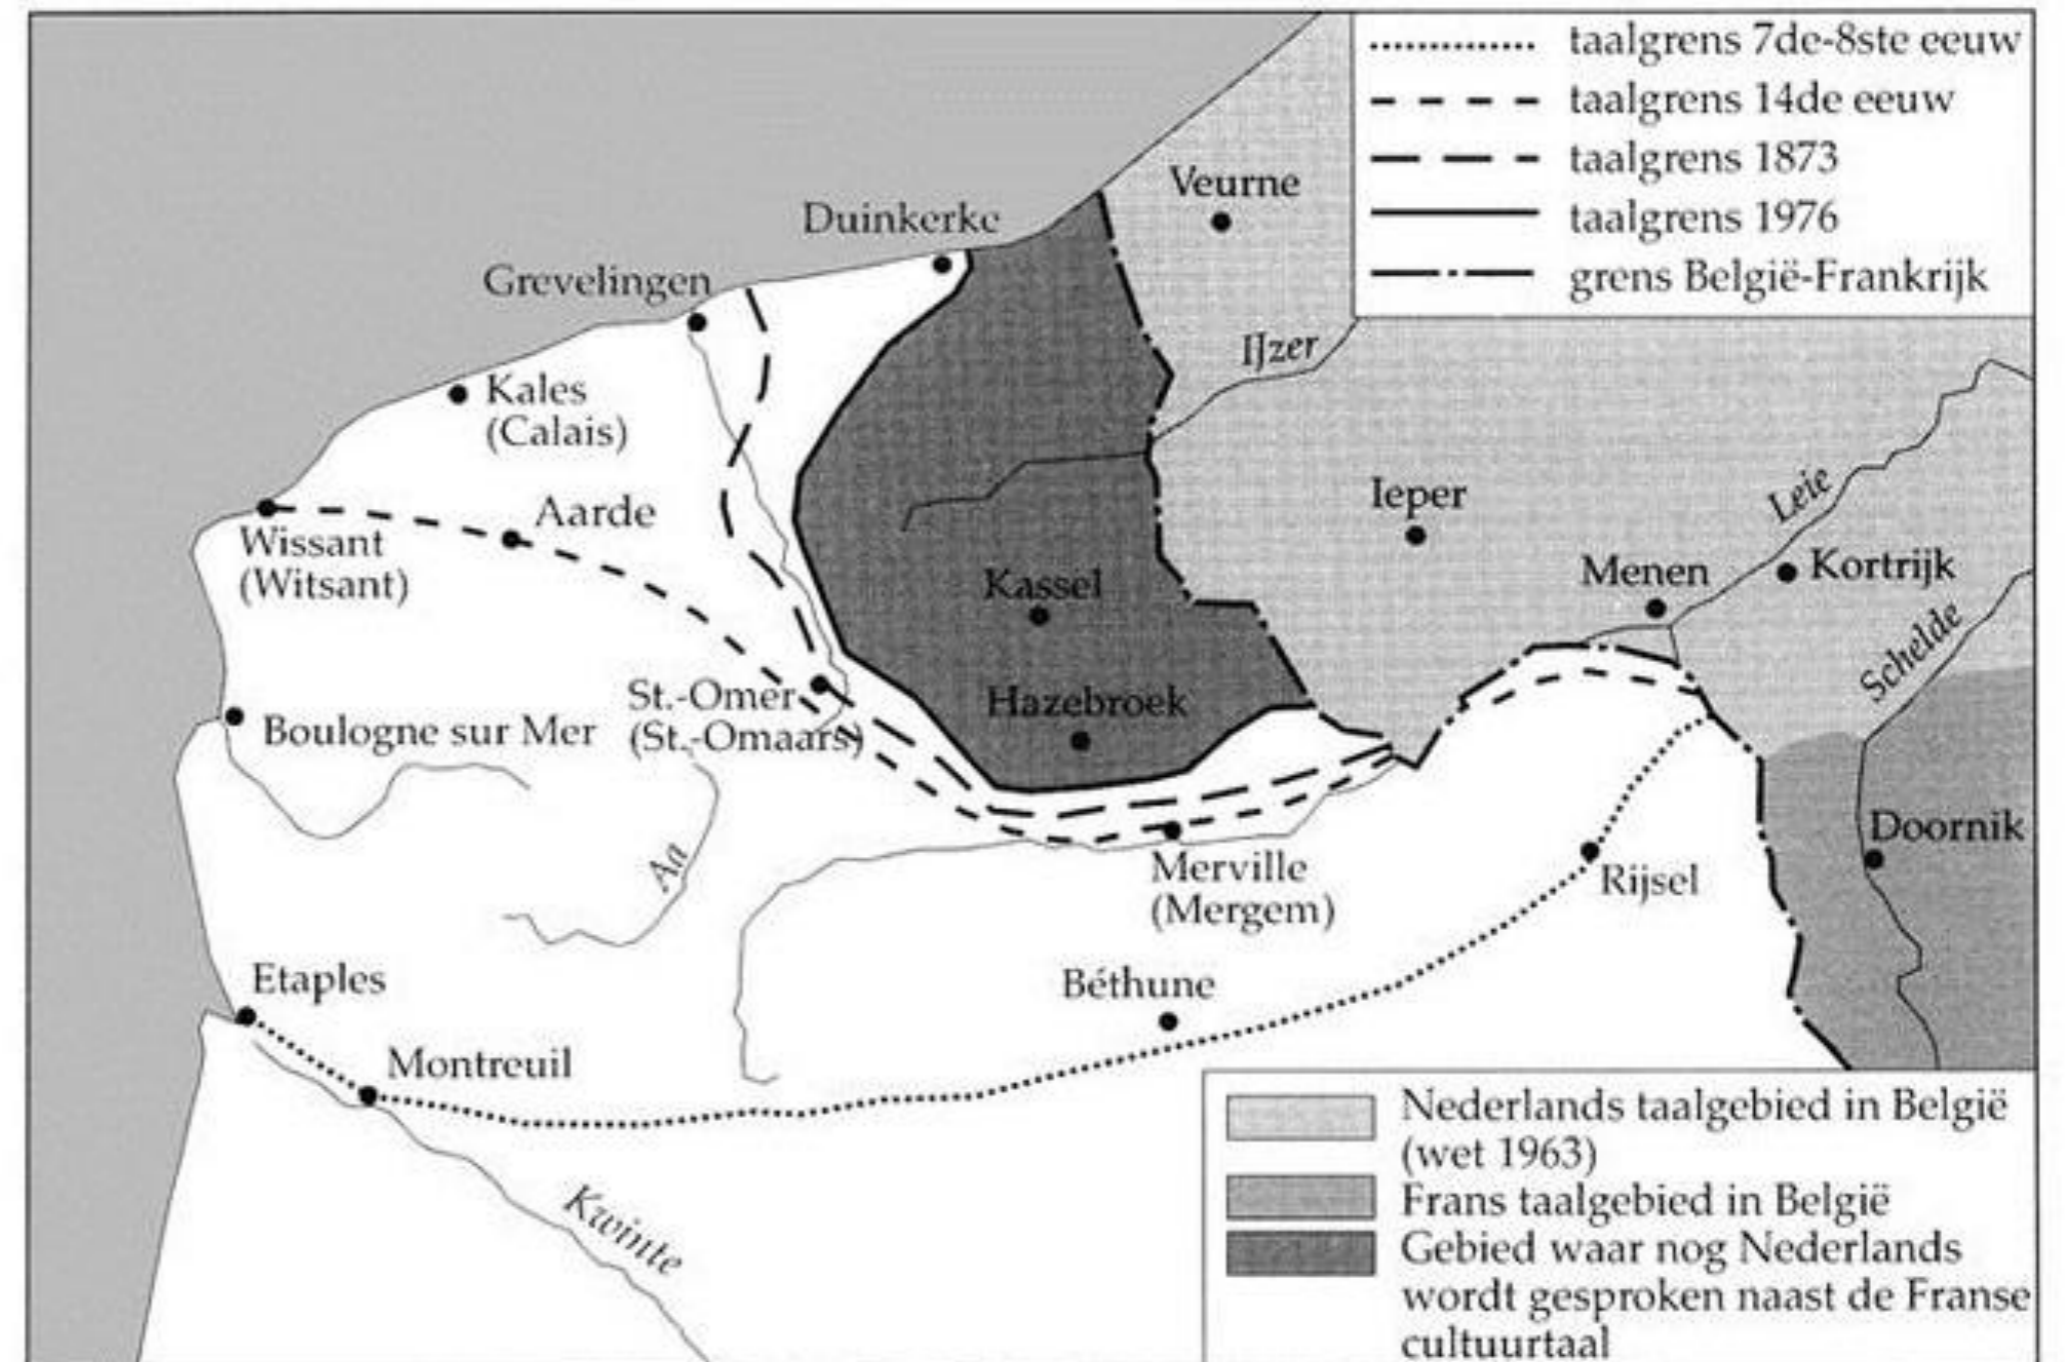 taalgrens 7de-8ste eeuw
taalgrens 14de eeuw
taalgrens 1873
taalgrens 1976
grens België-Frankrijk
Veurne
Duinkerke
Grevelingen
IJzer
Kales
(Calais)
Leie
Ieper
Aarde
Wissant
(Witsant)
Kassel
Menen
Kortrijk
Schelde
St.-Omer
(St.-Omaars)
Hazebroek
Boulogne sur Mer
Doornik
Aa
Merville
(Mergem)
Rijsel
Etaples
Béthune
Montreuil
Kwinte
Nederlands taalgebied in België
(wet 1963)
Frans taalgebied in België
Gebied waar nog Nederlands
wordt gesproken naast de Franse
cultuurtaal